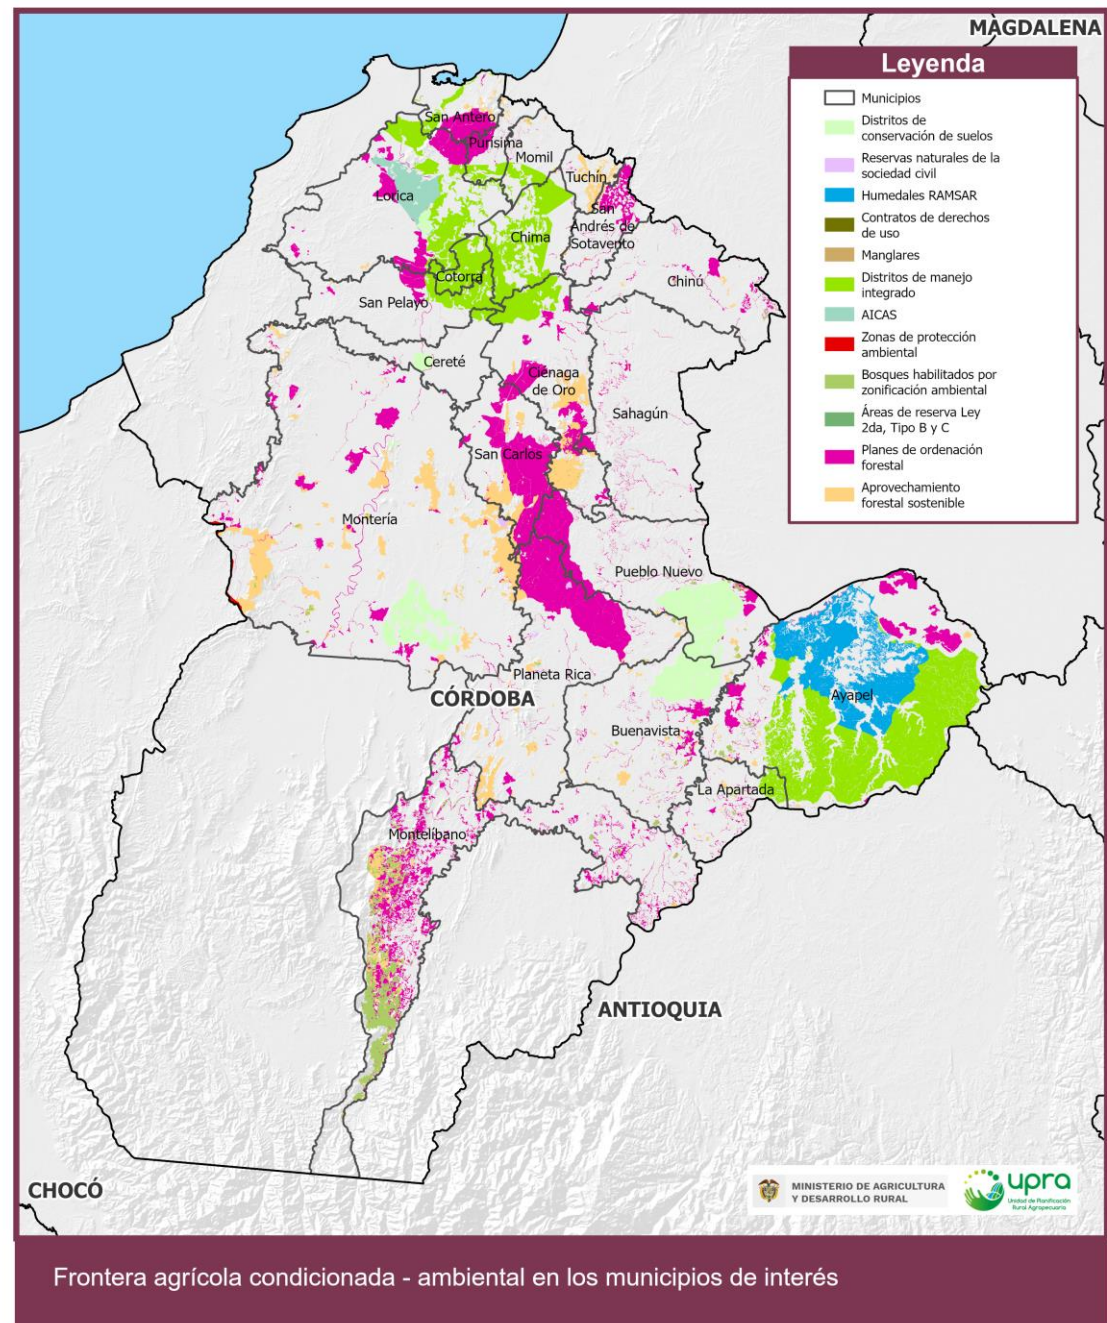 MAGDALENA
Leyenda
Municipios
Distritos de
conservación de suelos
Reservas naturales de la
sociedad civil
Humedales RAMSAR
Contratos de derechos
de uso
Manglares
Distritos de manejo
integrado
AICAS
Zonas de protección
ambiental
Bosques habilitados por
zonificación ambiental
Áreas de reserva Ley
2da, Tipo B y C
Planes de ordenación
forestal
Aprovechamiento
forestal sostenible
San Antero
Purísima
Momil
Tuchín
Lorica
San
Andrés de
Sotavento
Chima
Cotorra
Chinú
San Pelayo
Cereté
Ciénaga
de Oro
Sahagún
San Carlos
Montería
Pueblo Nuevo
Planeta Rica
CÓRDOBA
Ayapel
Buenavista
La Apartada
Montelíbano
ANTIOQUIA
CHOCÓ
MINISTERIO DE AGRICULTURA
Y DESARROLLO RURAL
upra
Unidad de Planificación
Rural Agropecuaria
Frontera agrícola condicionada - ambiental en los municipios de interés